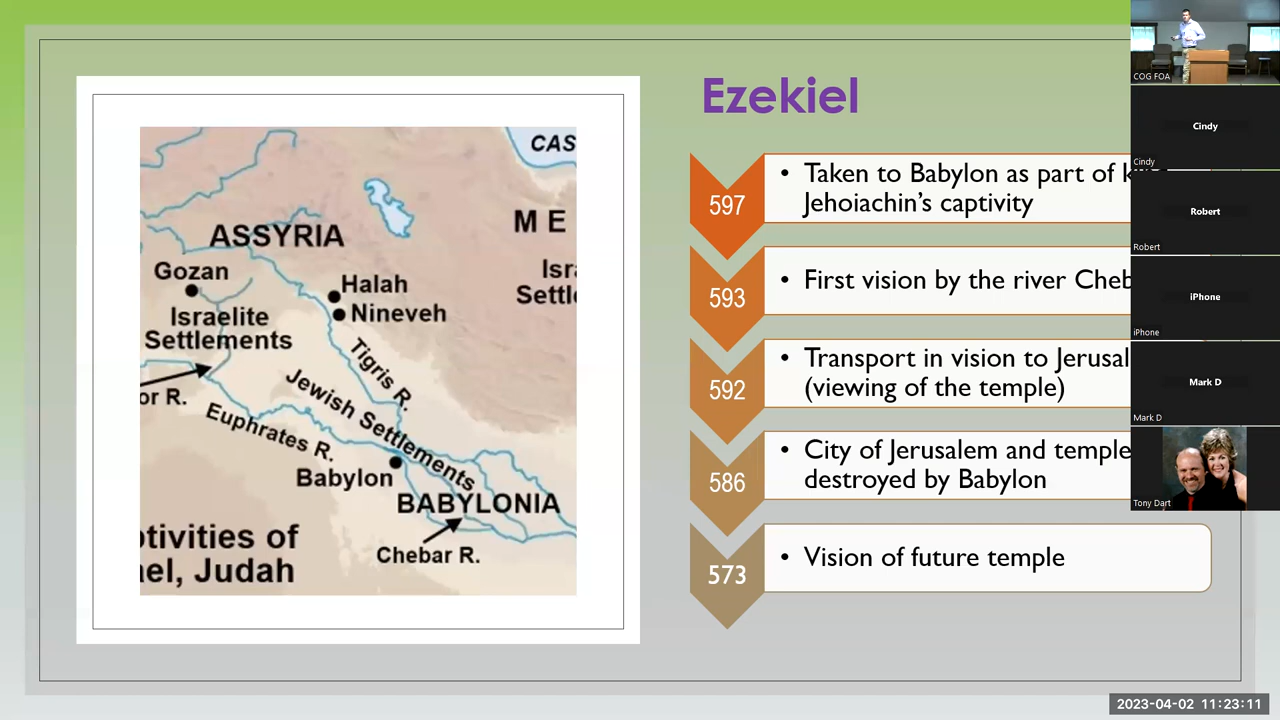 CAS
ASSYRIA
M E
Gozan
Halah
Nineveh
Israelite
Settlements
or R.
Tigris R.
Jewish Settlements
Euphrates R.
Babylon
BABYLONIA
Chebar R.
tivities of
el, Judah
Ezekiel
597
• Taken to Babylon as part of
Jehoiachin's captivity
593
• First vision by the river Cheb
592
• Transport in vision to Jerusal
(viewing of the temple)
586
• City of Jerusalem and temple
destroyed by Babylon
573
• Vision of future temple
COG FOA
Cindy
Cindy
Robert
Robert
iPhone
iPhone
Mark D
Mark D
Tony Dart
2023-04-02 11:23:11